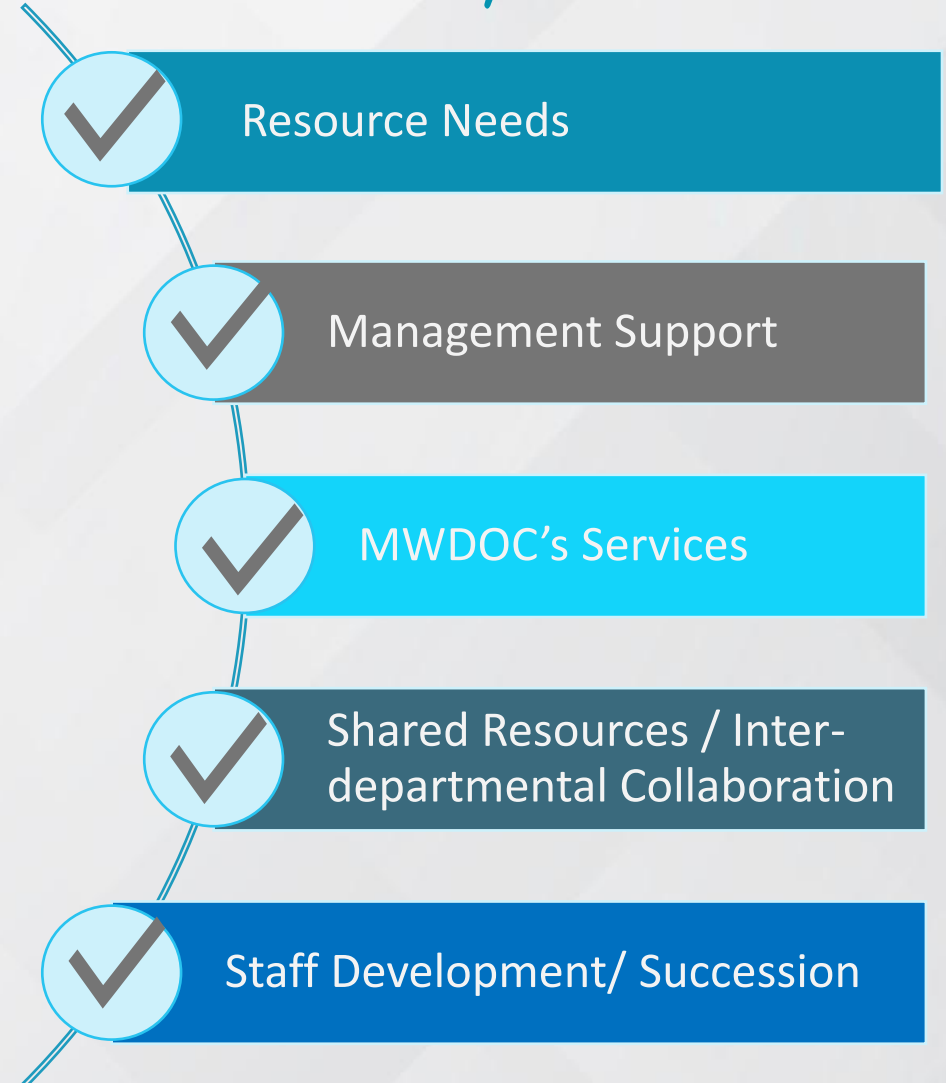 Resource Needs
Management Support
MWDOC’s Services
Shared Resources / Inter-
departmental Collaboration
Staff Development/ Succession